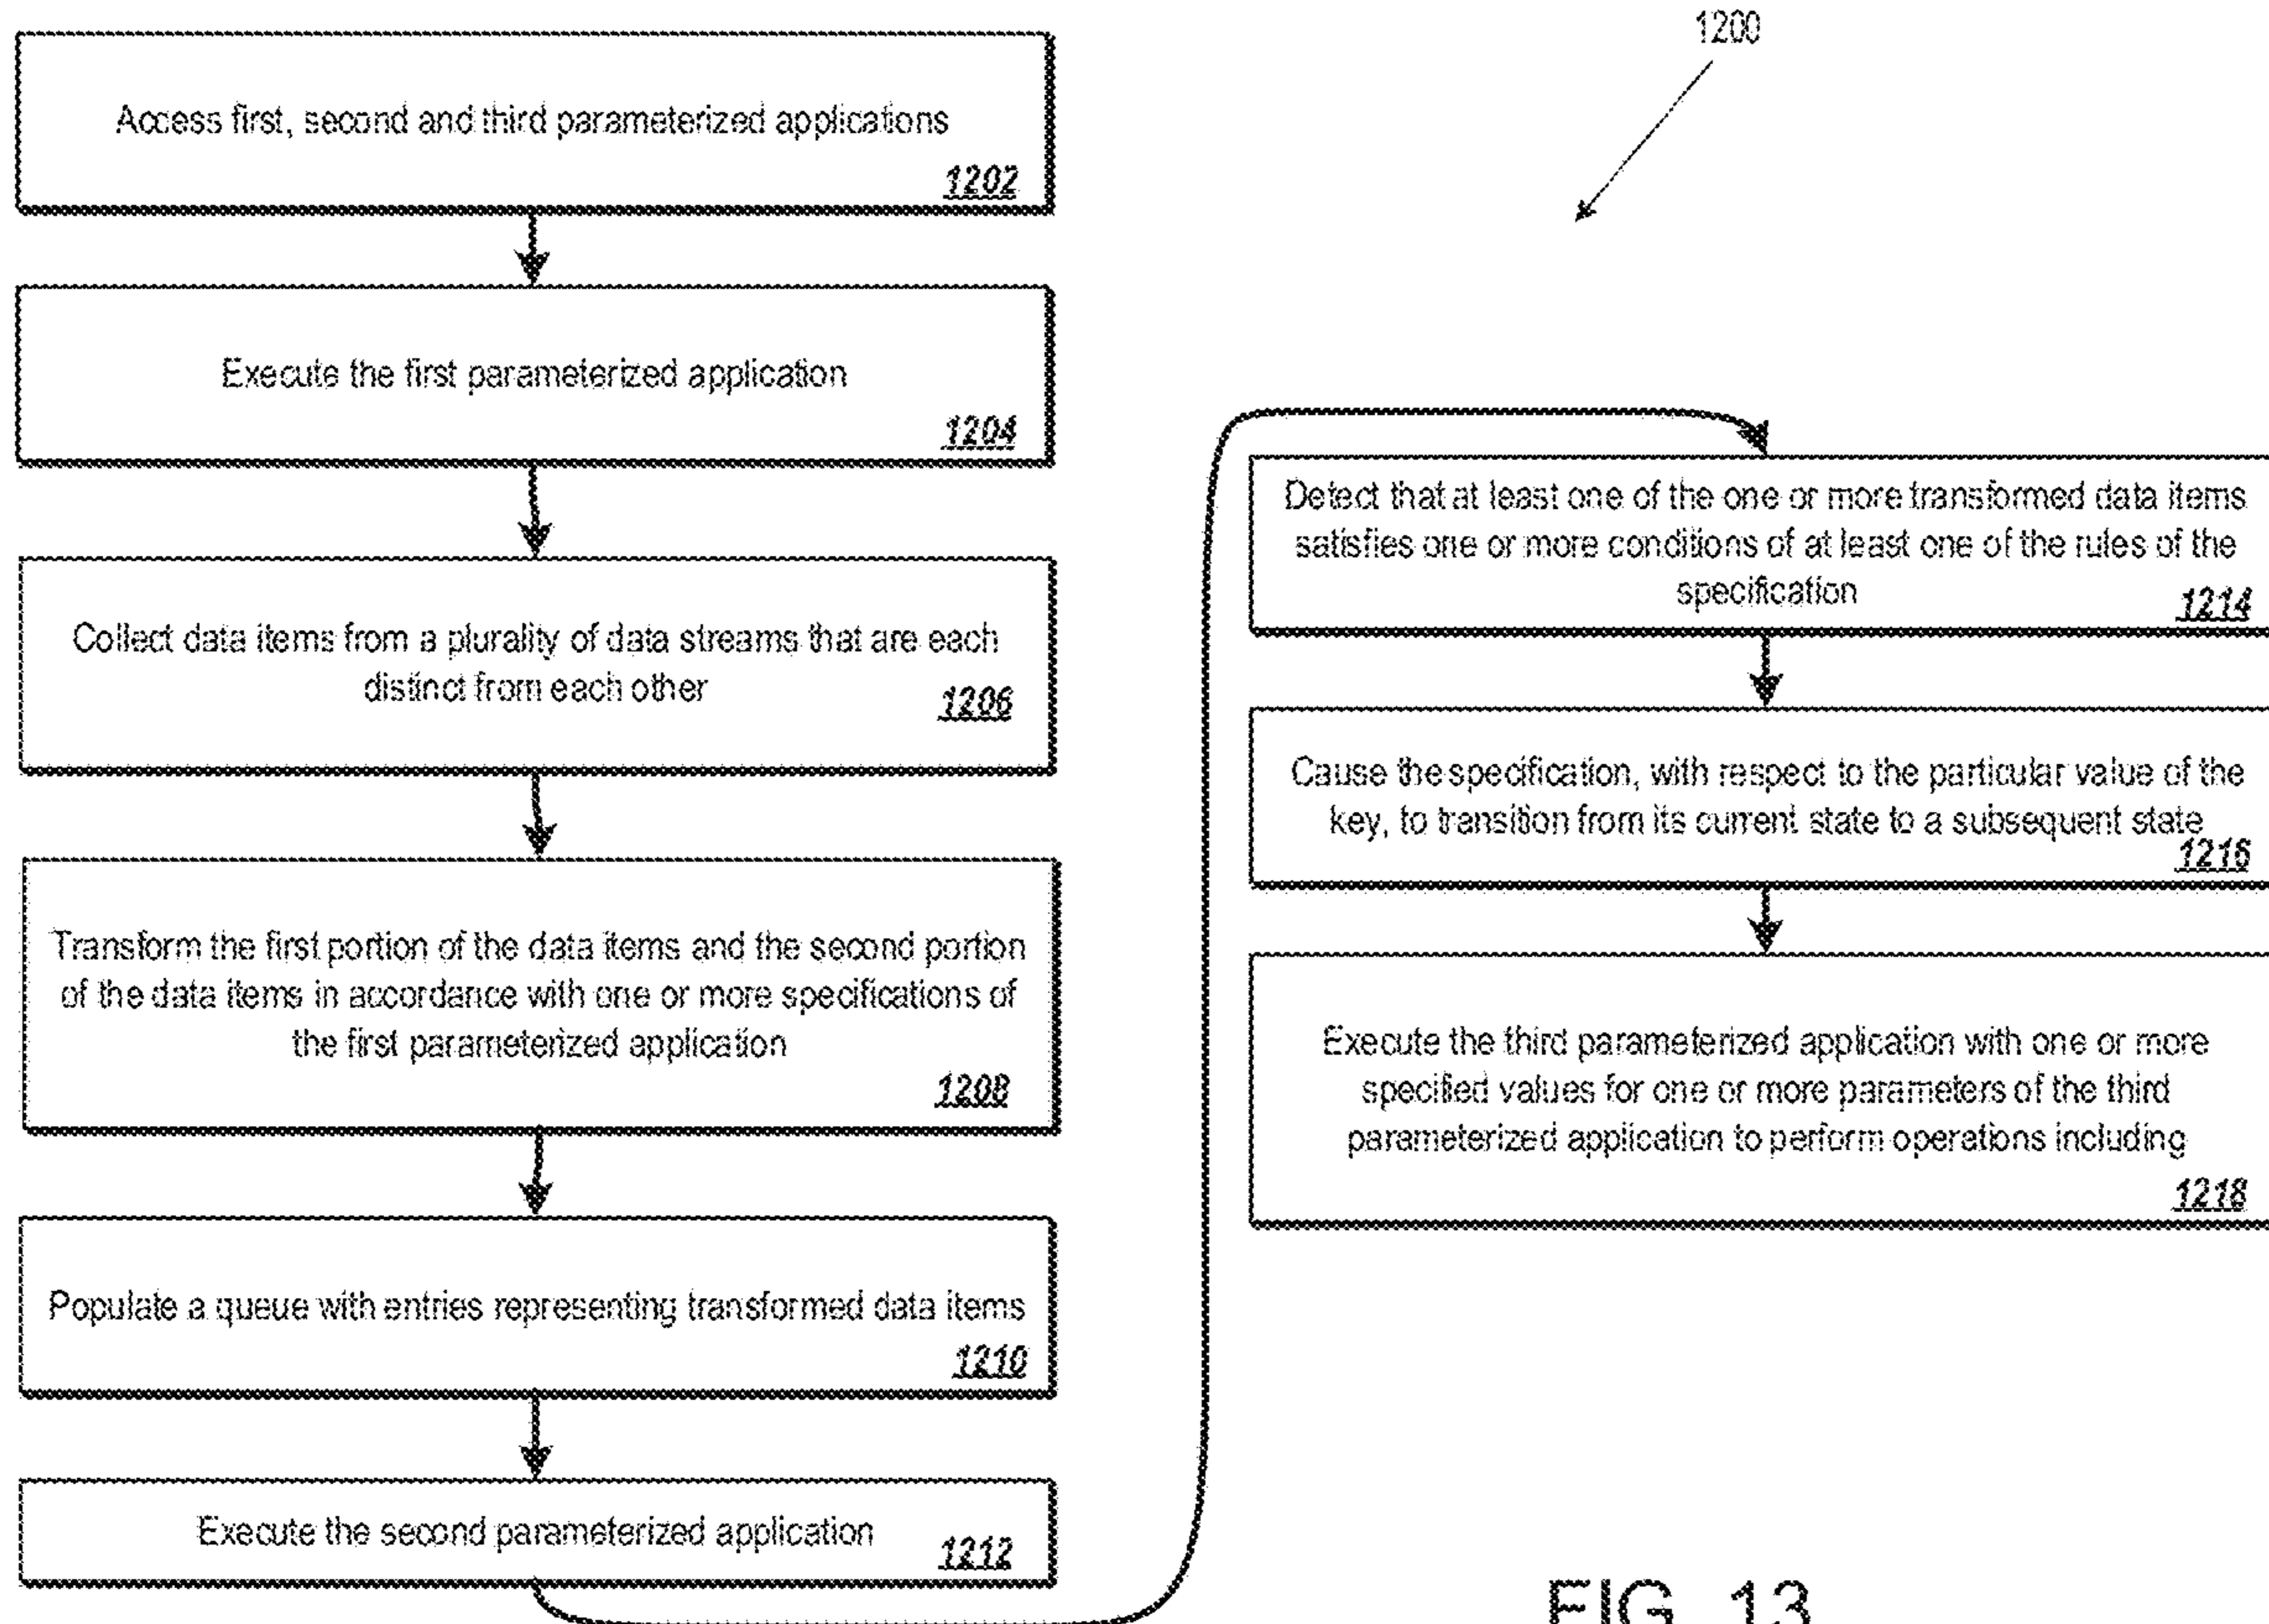 1200
Access first, second and third parameterized applications
1202
Execute the first parameterized application
1204
Collect data items from a plurality of data streams that are each
distinct from each other
1206
Transform the first portion of the data items and the second portion
of the data items in accordance with one or more specifications of
the first parameterized application
1208
Populate a queue with entries representing transformed data items
1210
Execute the second parameterized application
1212
Detect that at least one of the one or more transformed data items
satisfies one or more conditions of at least one of the rules of the
specification
1214
Cause the specification, with respect to the particular value of the
key, to transition from its current state to a subsequent state
1216
Execute the third parameterized application with one or more
specified values for one or more parameters of the third
parameterized application to perform operations including
1218
FIG. 13